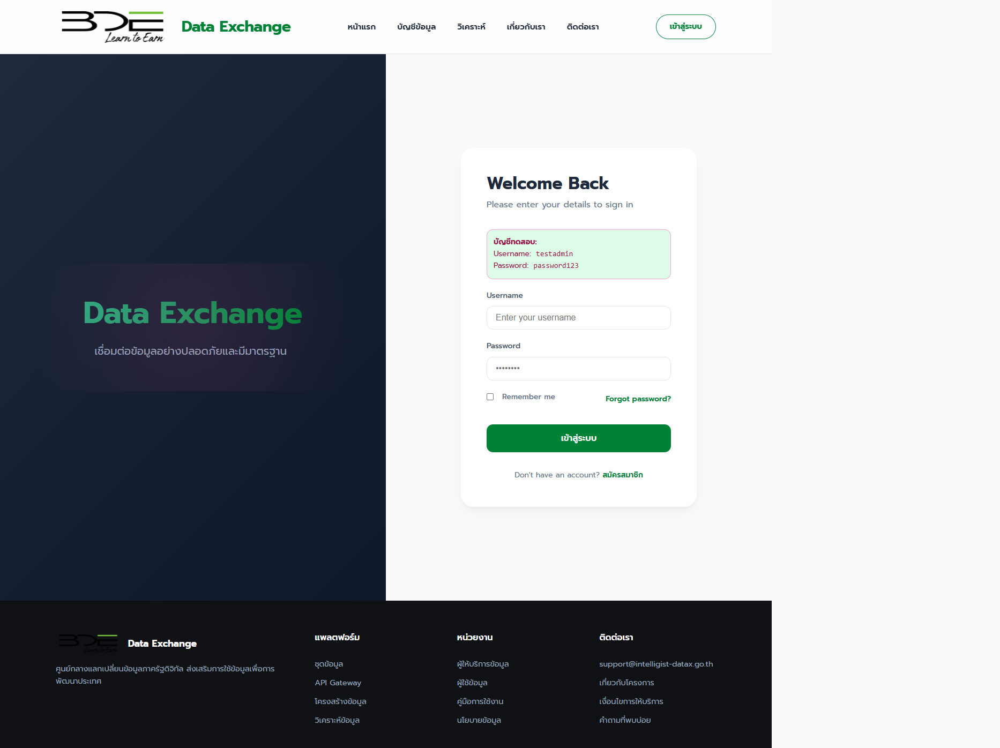 BDE
Learn to Earn
Data Exchange
หน้าแรก
บัญชีข้อมูล
วิเคราะห์
เกี่ยวกับเรา
ติดต่อเรา
เข้าสู่ระบบ
Data Exchange
เชื่อมต่อข้อมูลอย่างปลอดภัยและมีมาตรฐาน
Welcome Back
Please enter your details to sign in
บัญชีทดสอบ:
Username: testadmin
Password: password123
Username
Enter your username
Password
••••••••
Remember me
Forgot password?
เข้าสู่ระบบ
Don't have an account? สมัครสมาชิก
BDE
Learn to Earn
Data Exchange
ศูนย์กลางแลกเปลี่ยนข้อมูลภาครัฐดิจิทัล ส่งเสริมการใช้ข้อมูลเพื่อการ
พัฒนาประเทศ
แพลตฟอร์ม
ชุดข้อมูล
API Gateway
โครงสร้างข้อมูล
วิเคราะห์ข้อมูล
หน่วยงาน
ผู้ให้บริการข้อมูล
ผู้ใช้ข้อมูล
คู่มือการใช้งาน
นโยบายข้อมูล
ติดต่อเรา
support@intelligist-datax.go.th
เกี่ยวกับโครงการ
เงื่อนไขการให้บริการ
คำถามที่พบบ่อย